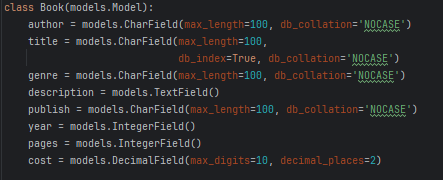 class Book(models.Model):
    author = models.CharField(max_length=100, db_collation='NOCASE')
    title = models.CharField(max_length=100,
                             db_index=True, db_collation='NOCASE')
    genre = models.CharField(max_length=100, db_collation='NOCASE')
    description = models.TextField()
    publish = models.CharField(max_length=100, db_collation='NOCASE')
    year = models.IntegerField()
    pages = models.IntegerField()
    cost = models.DecimalField(max_digits=10, decimal_places=2)